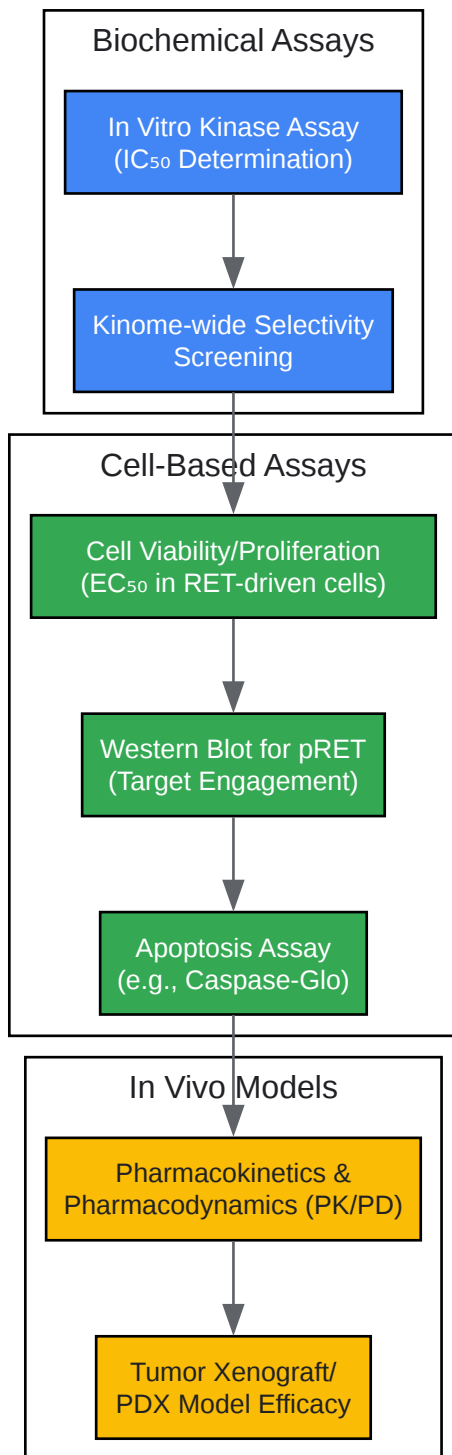 Biochemical Assays
In Vitro Kinase Assay
(IC₅₀ Determination)
Kinome-wide Selectivity
Screening
Cell-Based Assays
Cell Viability/Proliferation
(EC₅₀ in RET-driven cells)
Western Blot for pRET
(Target Engagement)
Apoptosis Assay
(e.g., Caspase-Glo)
In Vivo Models
Pharmacokinetics &
Pharmacodynamics (PK/PD)
Tumor Xenograft/
PDX Model Efficacy